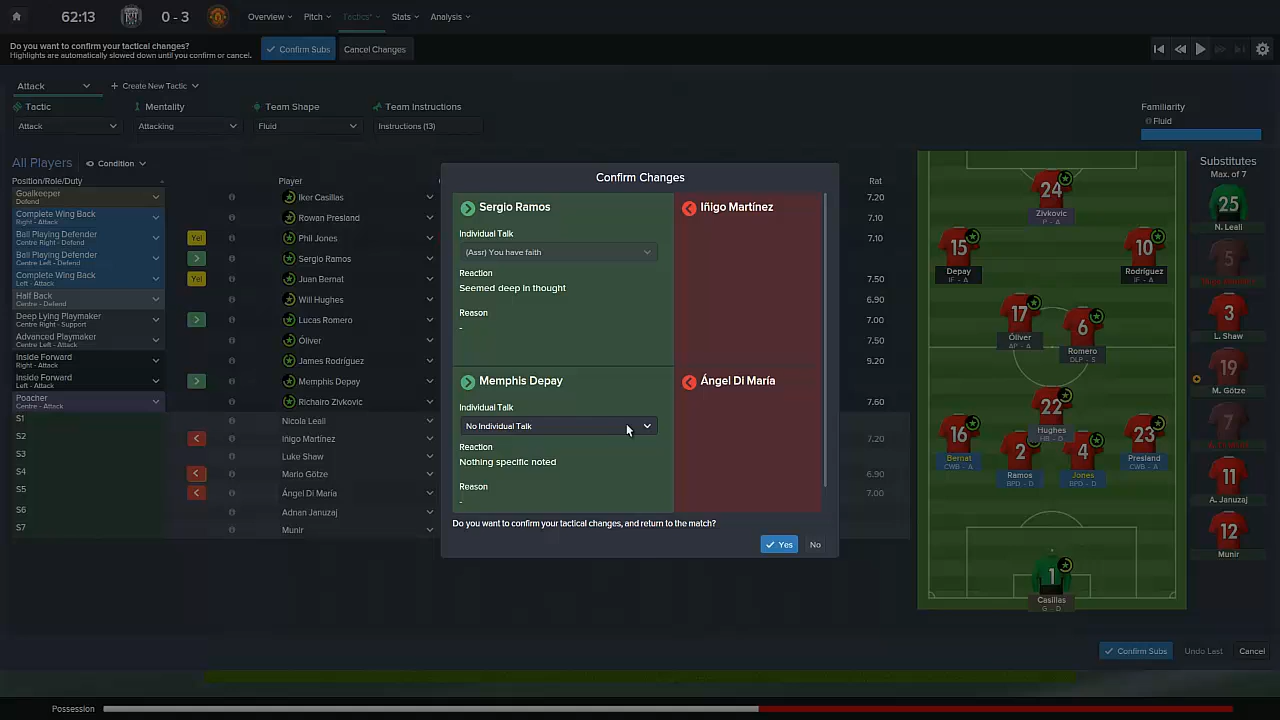 62:13
0 - 3
Overview
Pitch
Tactics*
Stats
Analysis
Do you want to confirm your tactical changes?
Highlights are automatically slowed down until you confirm or cancel.
Confirm Subs
Cancel Changes
Attack
+ Create New Tactic
Tactic
Mentality
Team Shape
Team Instructions
Attack
Attacking
Fluid
Instructions (13)
Familiarity
Fluid
All Players
Condition
Position/Role/Duty
Player
Rat
Goalkeeper
Defend
Iker Casillas
7.20
Complete Wing Back
Right - Attack
Rowan Presland
7.10
Ball Playing Defender
Centre Right - Defend
Yel
Phil Jones
7.10
Ball Playing Defender
Centre Left - Defend
Sergio Ramos
Complete Wing Back
Left - Attack
Yel
Juan Bernat
7.50
Half Back
Centre - Defend
Will Hughes
6.90
Deep Lying Playmaker
Centre Right - Support
Lucas Romero
7.00
Advanced Playmaker
Centre Left - Attack
Óliver
7.50
Inside Forward
Right - Attack
James Rodríguez
9.20
Inside Forward
Left - Attack
Memphis Depay
Poacher
Centre - Attack
Richairo Zivkovic
7.60
S1
Nicola Leali
S2
Iñigo Martínez
7.20
S3
Luke Shaw
S4
Mario Götze
6.90
S5
Ángel Di María
7.00
S6
Adnan Januzaj
S7
Munir
Confirm Changes
Sergio Ramos
Iñigo Martínez
Individual Talk
(Assr) You have faith
Reaction
Seemed deep in thought
Reason
-
Memphis Depay
Ángel Di María
Individual Talk
No Individual Talk
Reaction
Nothing specific noted
Reason
-
Do you want to confirm your tactical changes, and return to the match?
Yes
No
24
Zivkovic
P - A
15
Depay
IF - A
10
Rodríguez
IF - A
17
Óliver
AP - A
6
Romero
DLP - S
22
Hughes
HB - D
16
Bernat
CWB - A
2
Ramos
BPD - D
4
Jones
BPD - D
23
Presland
CWB - A
1
Casillas
G - D
Substitutes
Max. of 7
25
N. Leali
5
3
L. Shaw
19
M. Götze
7
11
A. Januzaj
12
Munir
Confirm Subs
Undo Last
Cancel
Possession